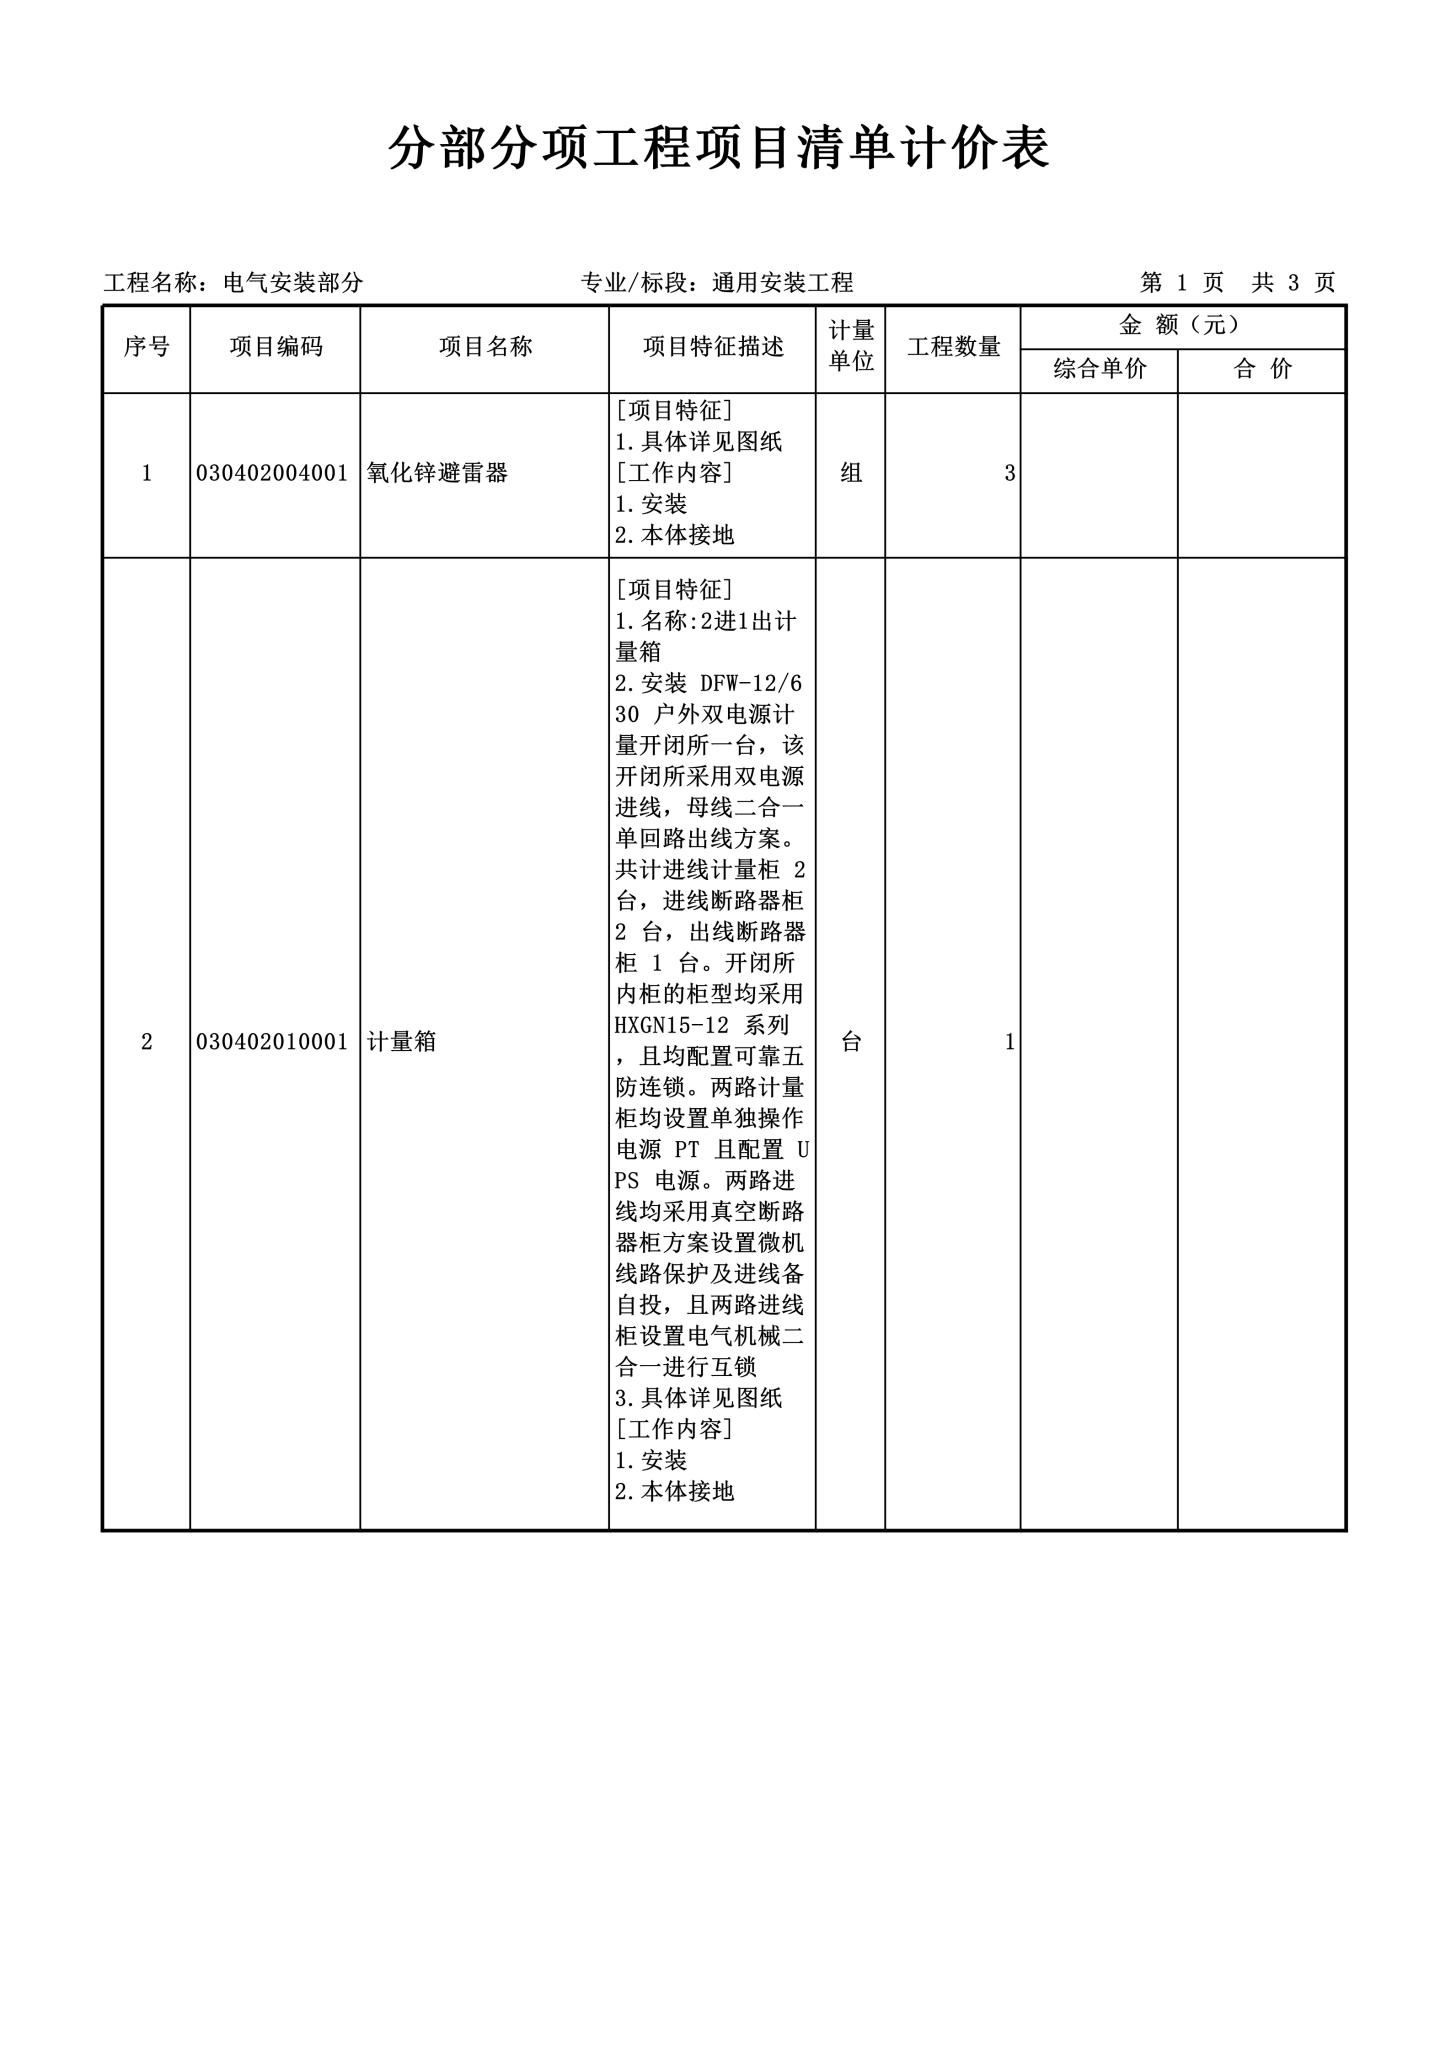 分部分项工程项目清单计价表
工程名称：电气安装部分 专业/标段：通用安装工程 第 1 页 共 3 页
序号 项目编码 项目名称 项目特征描述 计量单位 工程数量 金 额（元）
综合单价 合 价
1 030402004001 氧化锌避雷器
[项目特征]
1.具体详见图纸
[工作内容]
1.安装
2.本体接地
组 3
2 030402010001 计量箱
[项目特征]
1.名称:2进1出计
量箱
2.安装 DFW-12/6
30 户外双电源计
量开闭所一台，该
开闭所采用双电源
进线，母线二合一
单回路出线方案。
共计进线计量柜 2
台，进线断路器柜
2 台，出线断路器
柜 1 台。开闭所
内柜的柜型均采用
HXGN15-12 系列
，且均配置可靠五
防连锁。两路计量
柜均设置单独操作
电源 PT 且配置 U
PS 电源。两路进
线均采用真空断路
器柜方案设置微机
线路保护及进线备
自投，且两路进线
柜设置电气机械二
合一进行互锁
3.具体详见图纸
[工作内容]
1.安装
2.本体接地
台 1